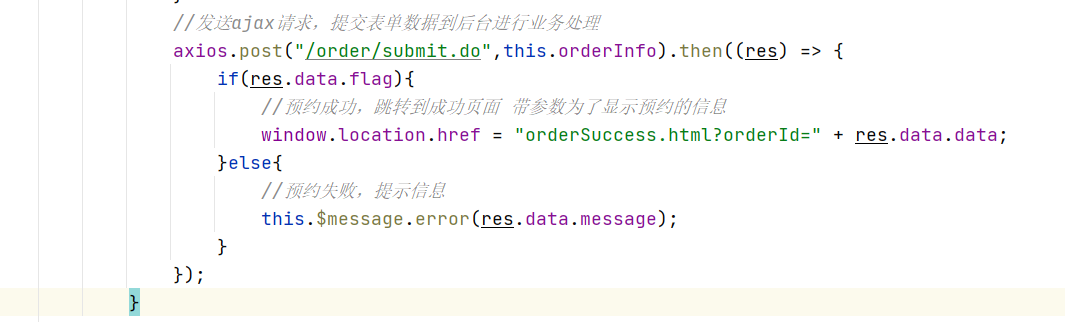 //发送ajax请求，提交表单数据到后台进行业务处理
axios.post("/order/submit.do",this.orderInfo).then((res) => {
if(res.data.flag){
//预约成功，跳转到成功页面 带参数为了显示预约的信息
window.location.href = "orderSuccess.html?orderId=" + res.data.data;
}else{
//预约失败，提示信息
this.$message.error(res.data.message);
}
});
}